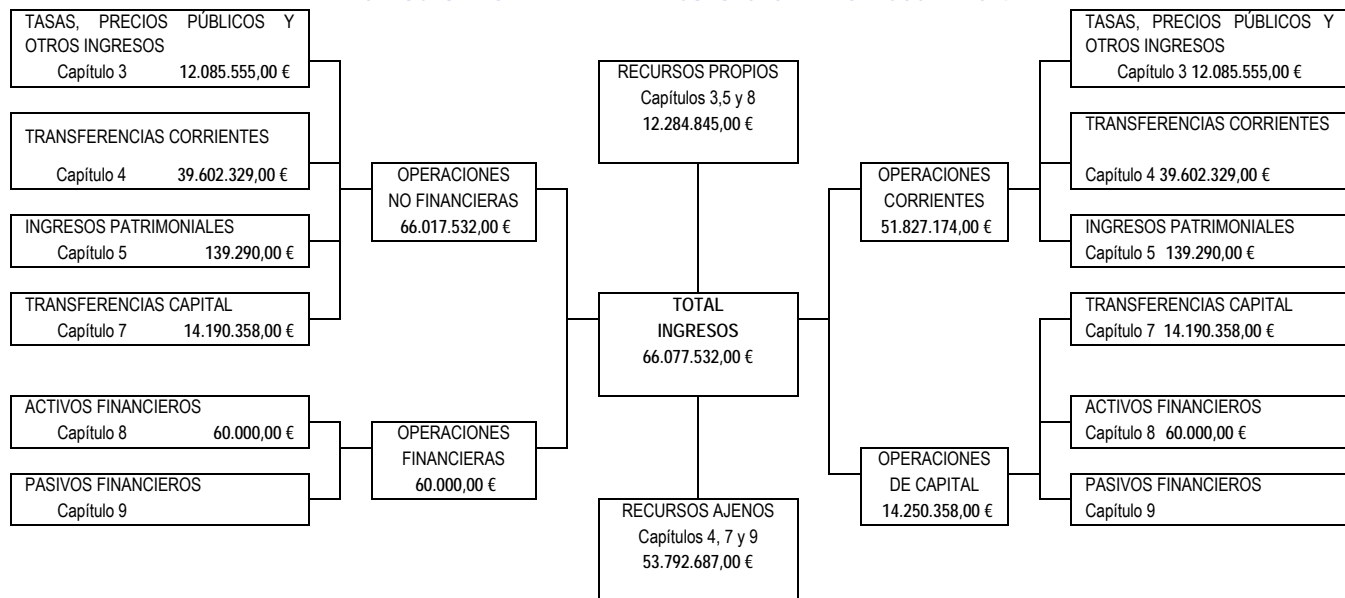 TASAS, PRECIOS PÚBLICOS Y
OTROS INGRESOS
Capítulo 3 12.085.555,00 €
TRANSFERENCIAS CORRIENTES
Capítulo 4 39.602.329,00 €
INGRESOS PATRIMONIALES
Capítulo 5 139.290,00 €
TRANSFERENCIAS CAPITAL
Capítulo 7 14.190.358,00 €
ACTIVOS FINANCIEROS
Capítulo 8 60.000,00 €
PASIVOS FINANCIEROS
Capítulo 9
OPERACIONES
NO FINANCIERAS
66.017.532,00 €
OPERACIONES
FINANCIERAS
60.000,00 €
RECURSOS PROPIOS
Capítulos 3,5 y 8
12.284.845,00 €
TOTAL
INGRESOS
66.077.532,00 €
RECURSOS AJENOS
Capítulos 4, 7 y 9
53.792.687,00 €
OPERACIONES
CORRIENTES
51.827.174,00 €
OPERACIONES
DE CAPITAL
14.250.358,00 €
TASAS, PRECIOS PÚBLICOS Y
OTROS INGRESOS
Capítulo 3 12.085.555,00 €
TRANSFERENCIAS CORRIENTES
Capítulo 4 39.602.329,00 €
INGRESOS PATRIMONIALES
Capítulo 5 139.290,00 €
TRANSFERENCIAS CAPITAL
Capítulo 7 14.190.358,00 €
ACTIVOS FINANCIEROS
Capítulo 8 60.000,00 €
PASIVOS FINANCIEROS
Capítulo 9